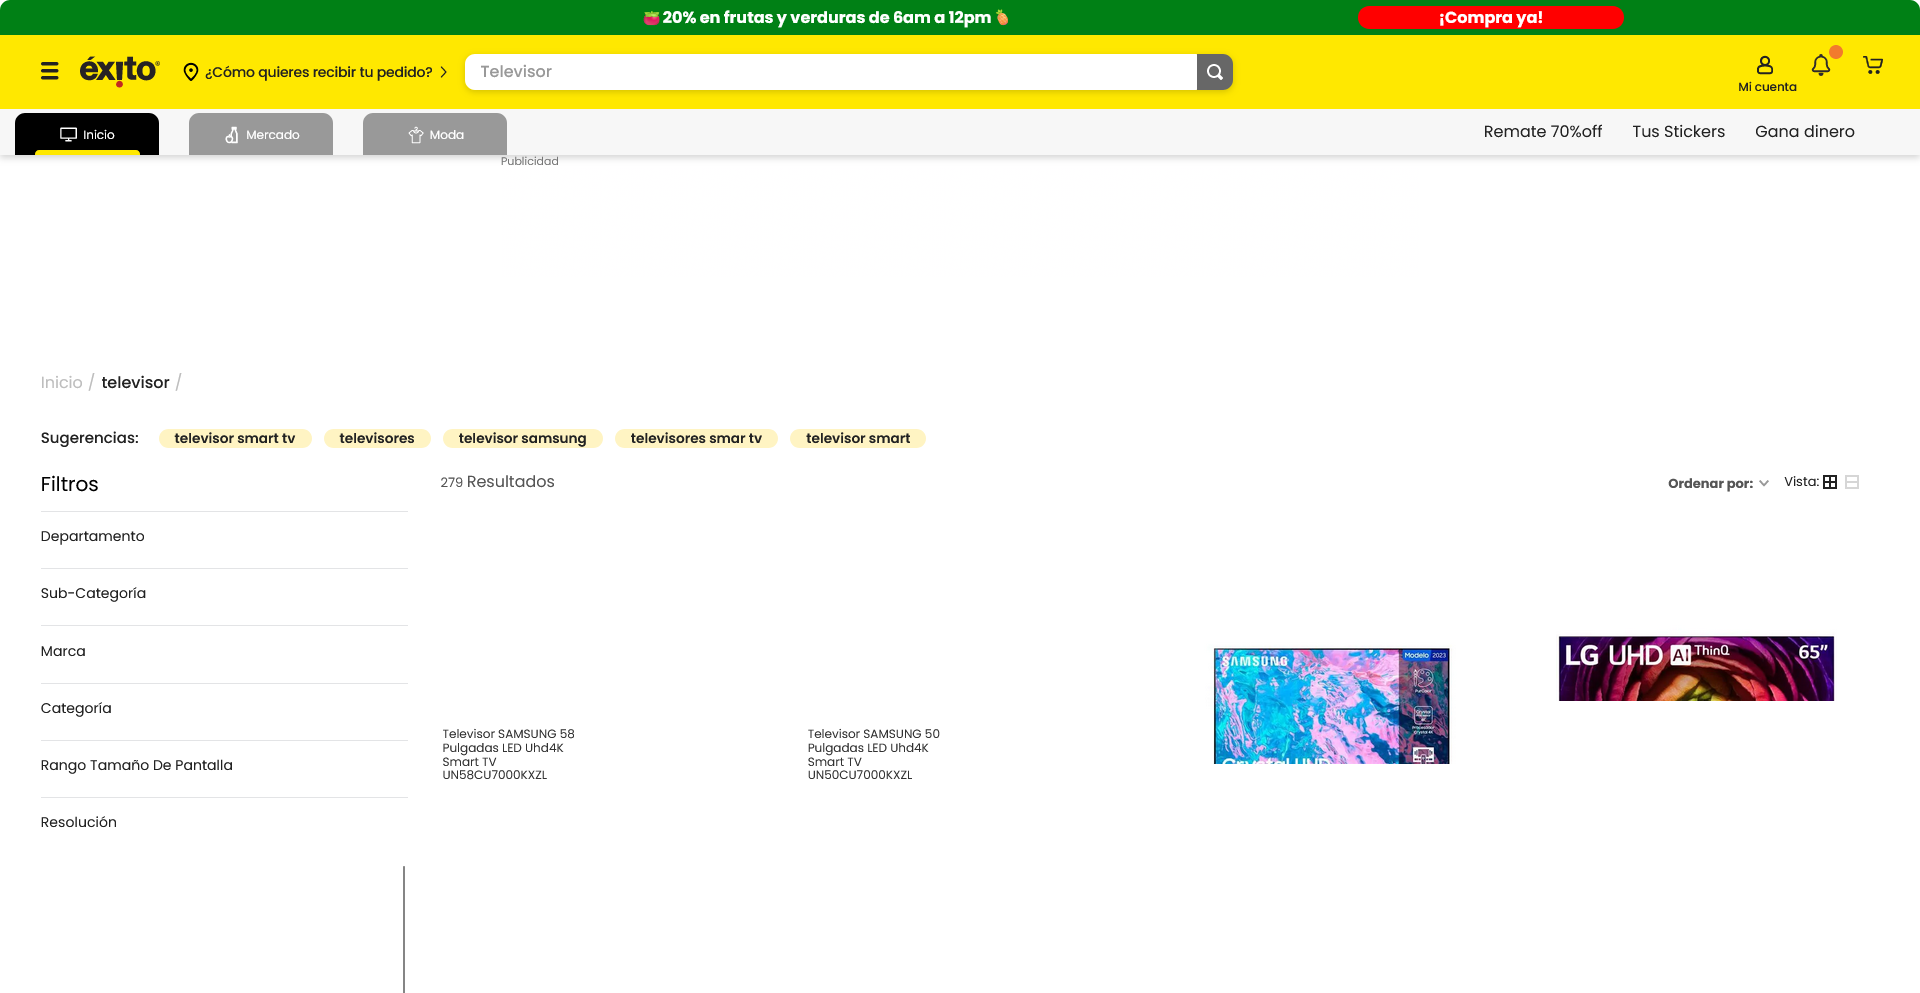 20% en frutas y verduras de 6am a 12pm
¡Compra ya!
éxito
¿Cómo quieres recibir tu pedido?
Televisor
Mi cuenta
Inicio
Mercado
Moda
Remate 70%off
Tus Stickers
Gana dinero
Publicidad
Inicio / televisor /
Sugerencias:
televisor smart tv
televisores
televisor samsung
televisores smar tv
televisor smart
Filtros
279 Resultados
Ordenar por:
Vista:
Departamento
Sub-Categoría
Marca
Categoría
Rango Tamaño De Pantalla
Resolución
Televisor SAMSUNG 58
Pulgadas LED Uhd4K
Smart TV
UN58CU7000KXZL
Televisor SAMSUNG 50
Pulgadas LED Uhd4K
Smart TV
UN50CU7000KXZL
SAMSUNG
Modelo 2023
Crystal UHD
LG UHD AI ThinQ
65”